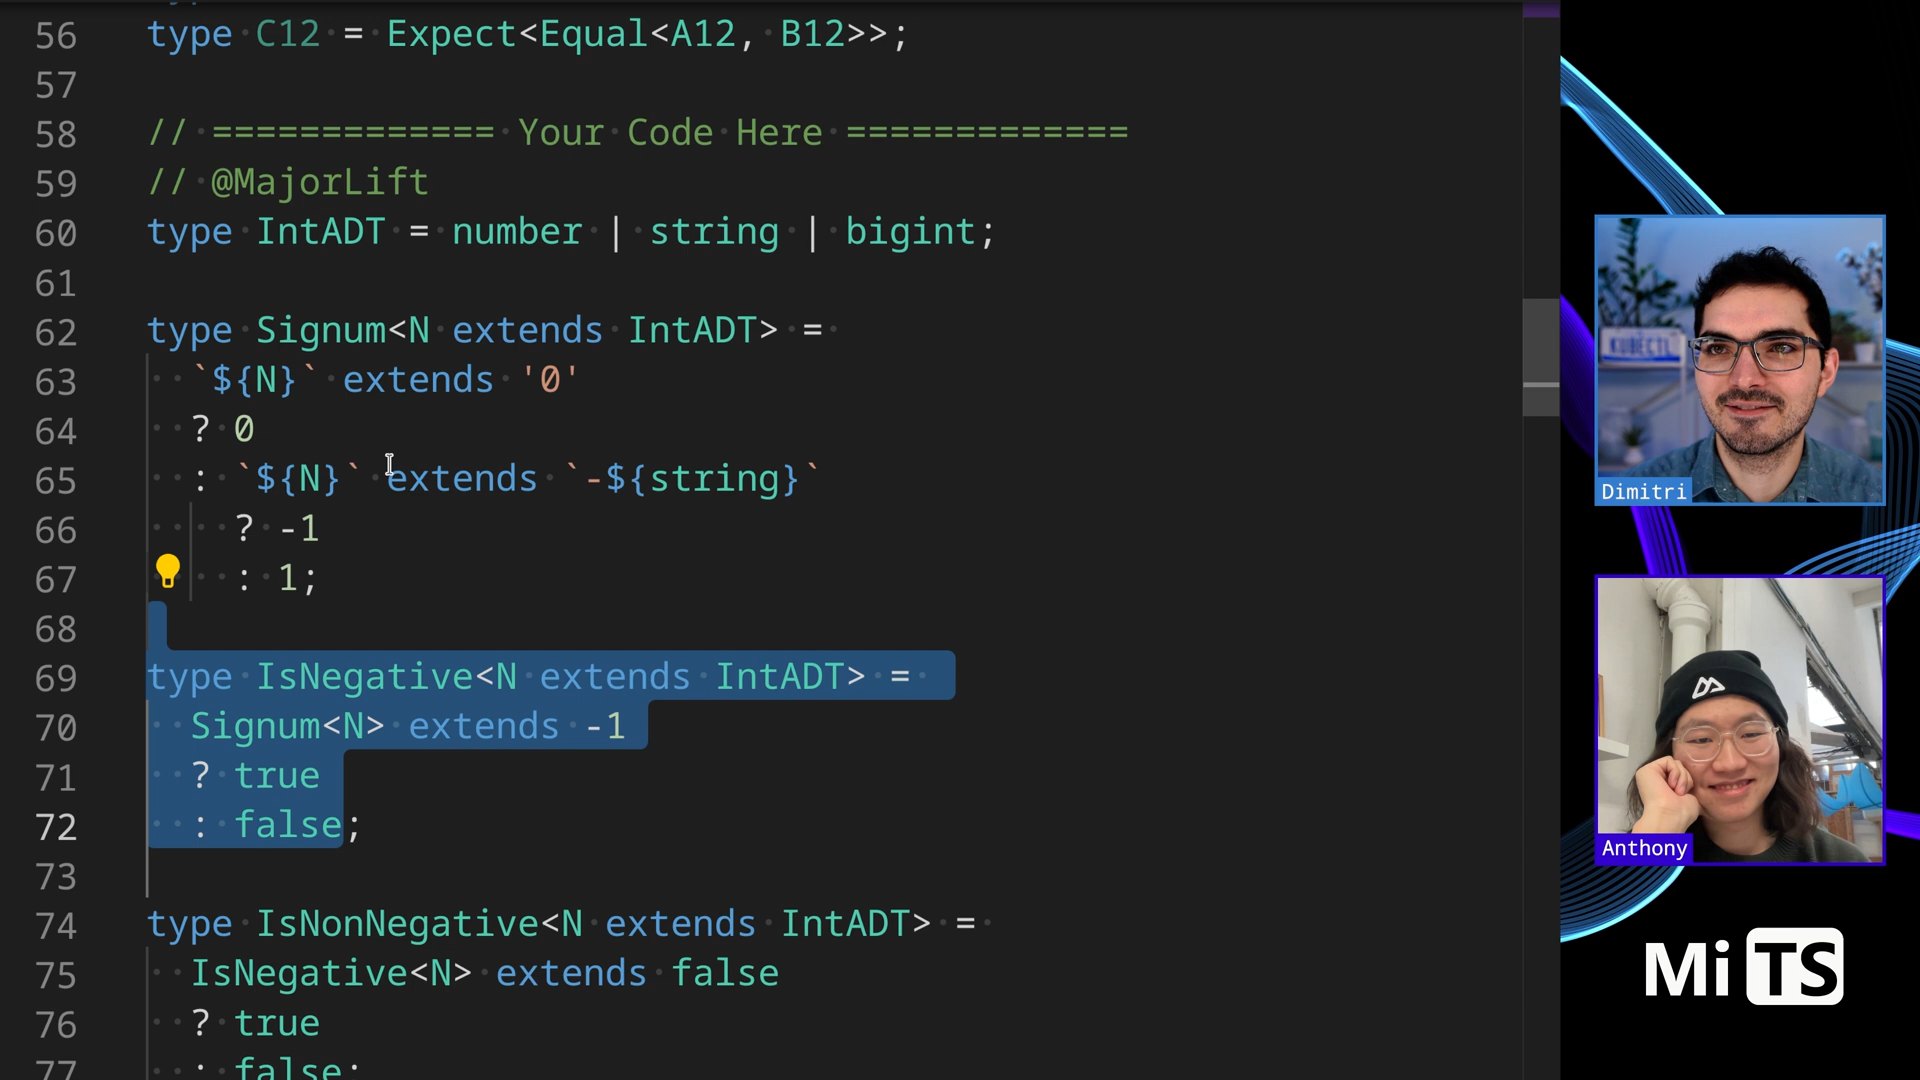 56 type C12 = Expect<Equal<A12, B12>>;
57
58 // ============= Your Code Here =============
59 // @MajorLift
60 type IntADT = number | string | bigint;
61
62 type Signum<N extends IntADT> =
63 `${N}` extends '0'
64 ? 0
65 : `${N}` extends `-${string}`
66 ? -1
67 : 1;
68
69 type IsNegative<N extends IntADT> =
70 Signum<N> extends -1
71 ? true
72 : false;
73
74 type IsNonNegative<N extends IntADT> =
75 IsNegative<N> extends false
76 ? true
77 : false;
KUBECTL
Dimitri
Anthony
Mi TS